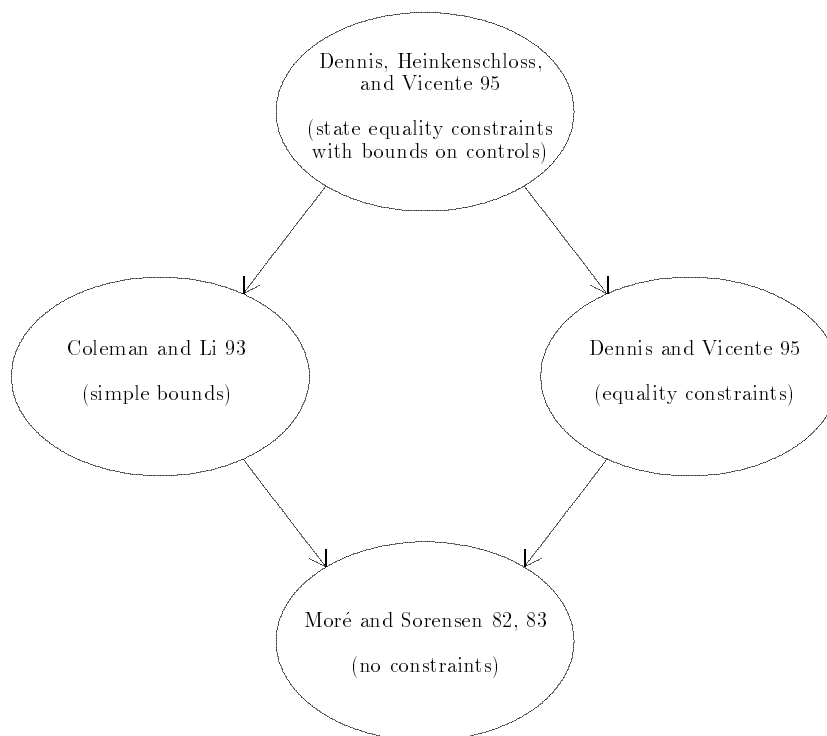 Dennis, Heinkenschloss,
and Vicente 95
(state equality constraints
with bounds on controls)
Coleman and Li 93
(simple bounds)
Dennis and Vicente 95
(equality constraints)
Moré and Sorensen 82, 83
(no constraints)